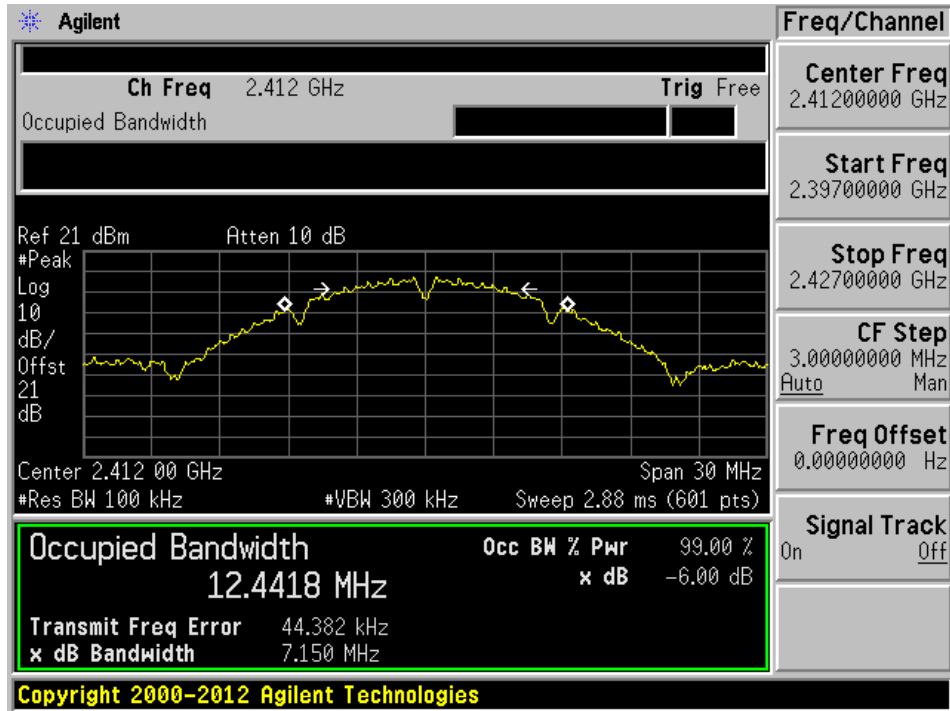 Agilent
Freq/Channel
Ch Freq 2.412 GHz Trig Free
Occupied Bandwidth
Ref 21 dBm Atten 10 dB
#Peak
Log
10
dB/
Offst
21
dB
Center 2.412 00 GHz Span 30 MHz
#Res BW 100 kHz #VBW 300 kHz Sweep 2.88 ms (601 pts)
Occupied Bandwidth Occ BW % Pwr 99.00 %
12.4418 MHz x dB -6.00 dB
Transmit Freq Error 44.382 kHz
x dB Bandwidth 7.150 MHz
Copyright 2000-2012 Agilent Technologies
Center Freq
2.41200000 GHz
Start Freq
2.39700000 GHz
Stop Freq
2.42700000 GHz
CF Step
3.00000000 MHz
Auto Man
Freq Offset
0.00000000 Hz
Signal Track
On Off